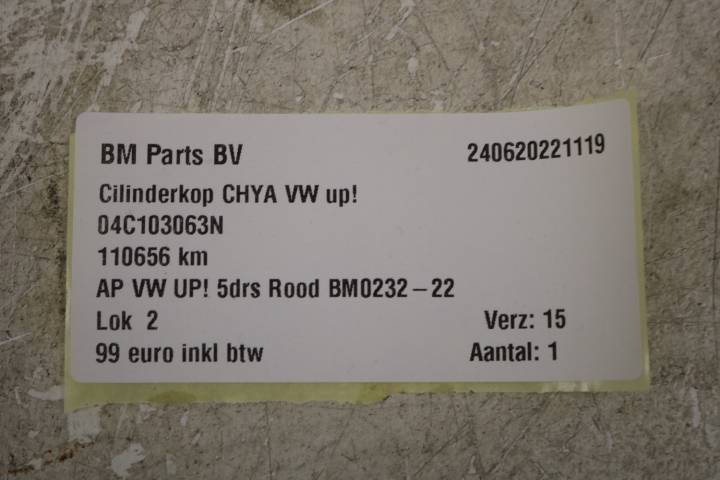 BM Parts BV 240620221119
Cilinderkop CHYA VW up!
04C103063N
110656 km
AP VW UP! 5drs Rood BM0232-22
Lok 2 Verz: 15
99 euro inkl btw Aantal: 1